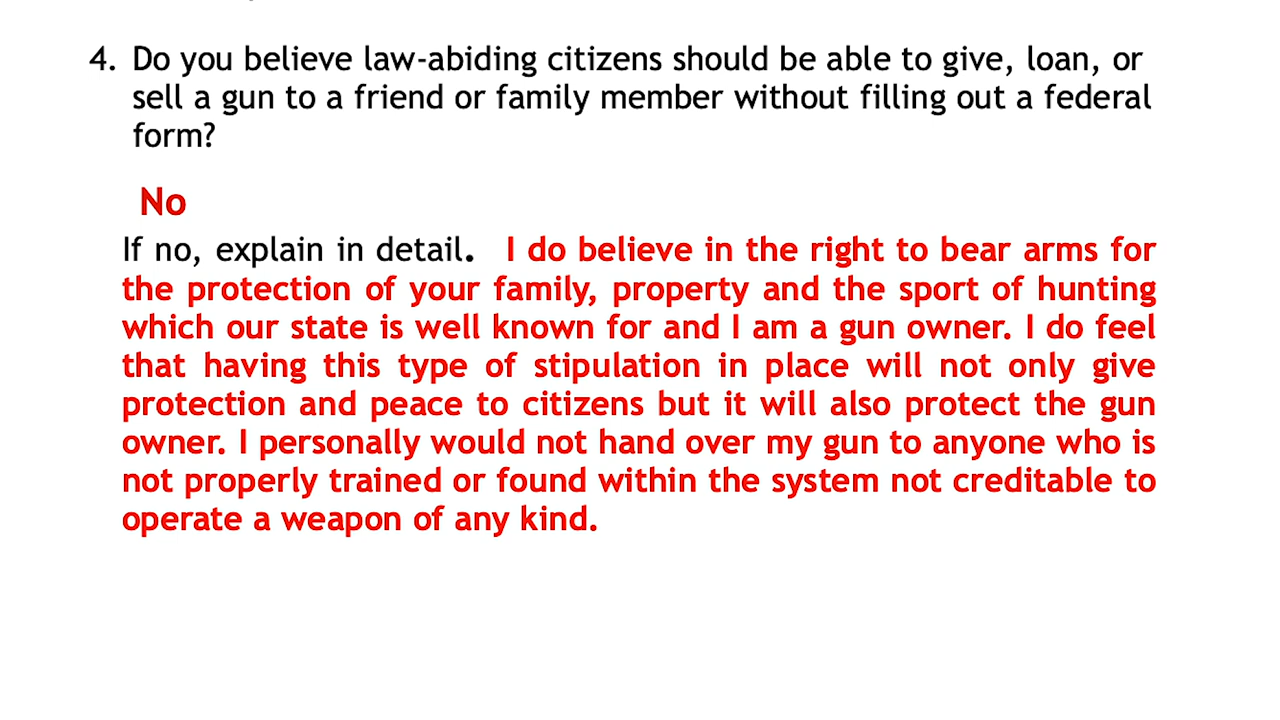 4. Do you believe law-abiding citizens should be able to give, loan, or
sell a gun to a friend or family member without filling out a federal
form?
No
If no, explain in detail. I do believe in the right to bear arms for
the protection of your family, property and the sport of hunting
which our state is well known for and I am a gun owner. I do feel
that having this type of stipulation in place will not only give
protection and peace to citizens but it will also protect the gun
owner. I personally would not hand over my gun to anyone who is
not properly trained or found within the system not creditable to
operate a weapon of any kind.